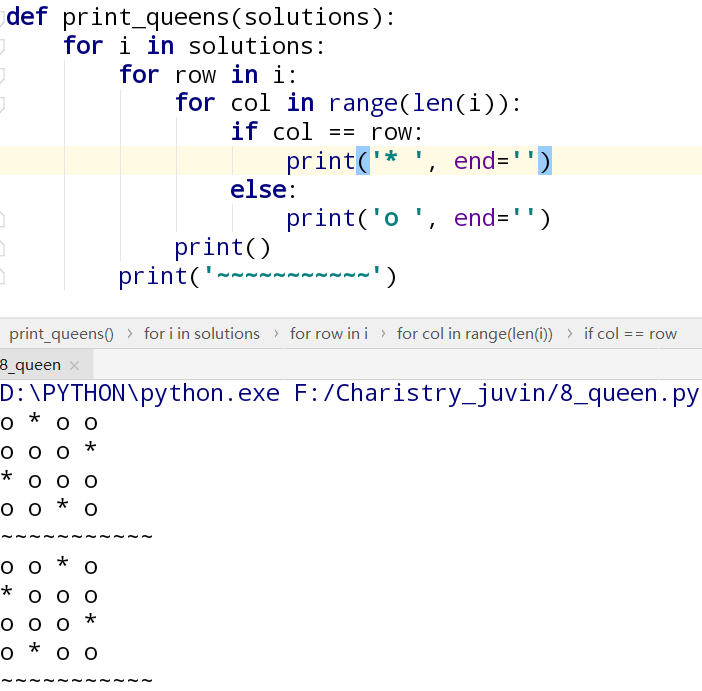 def print_queens(solutions):
    for i in solutions:
        for row in i:
            for col in range(len(i)):
                if col == row:
                    print('* ', end='')
                else:
                    print('o ', end='')
            print()
        print('~~~~~~~~~~~')
print_queens() › for i in solutions › for row in i › for col in range(len(i)) › if col == row
8_queen ×
D:\PYTHON\python.exe F:/Charistry_juvin/8_queen.py
o * o o
o o o *
* o o o
o o * o
~~~~~~~~~~~
o o * o
* o o o
o o o *
o * o o
~~~~~~~~~~~